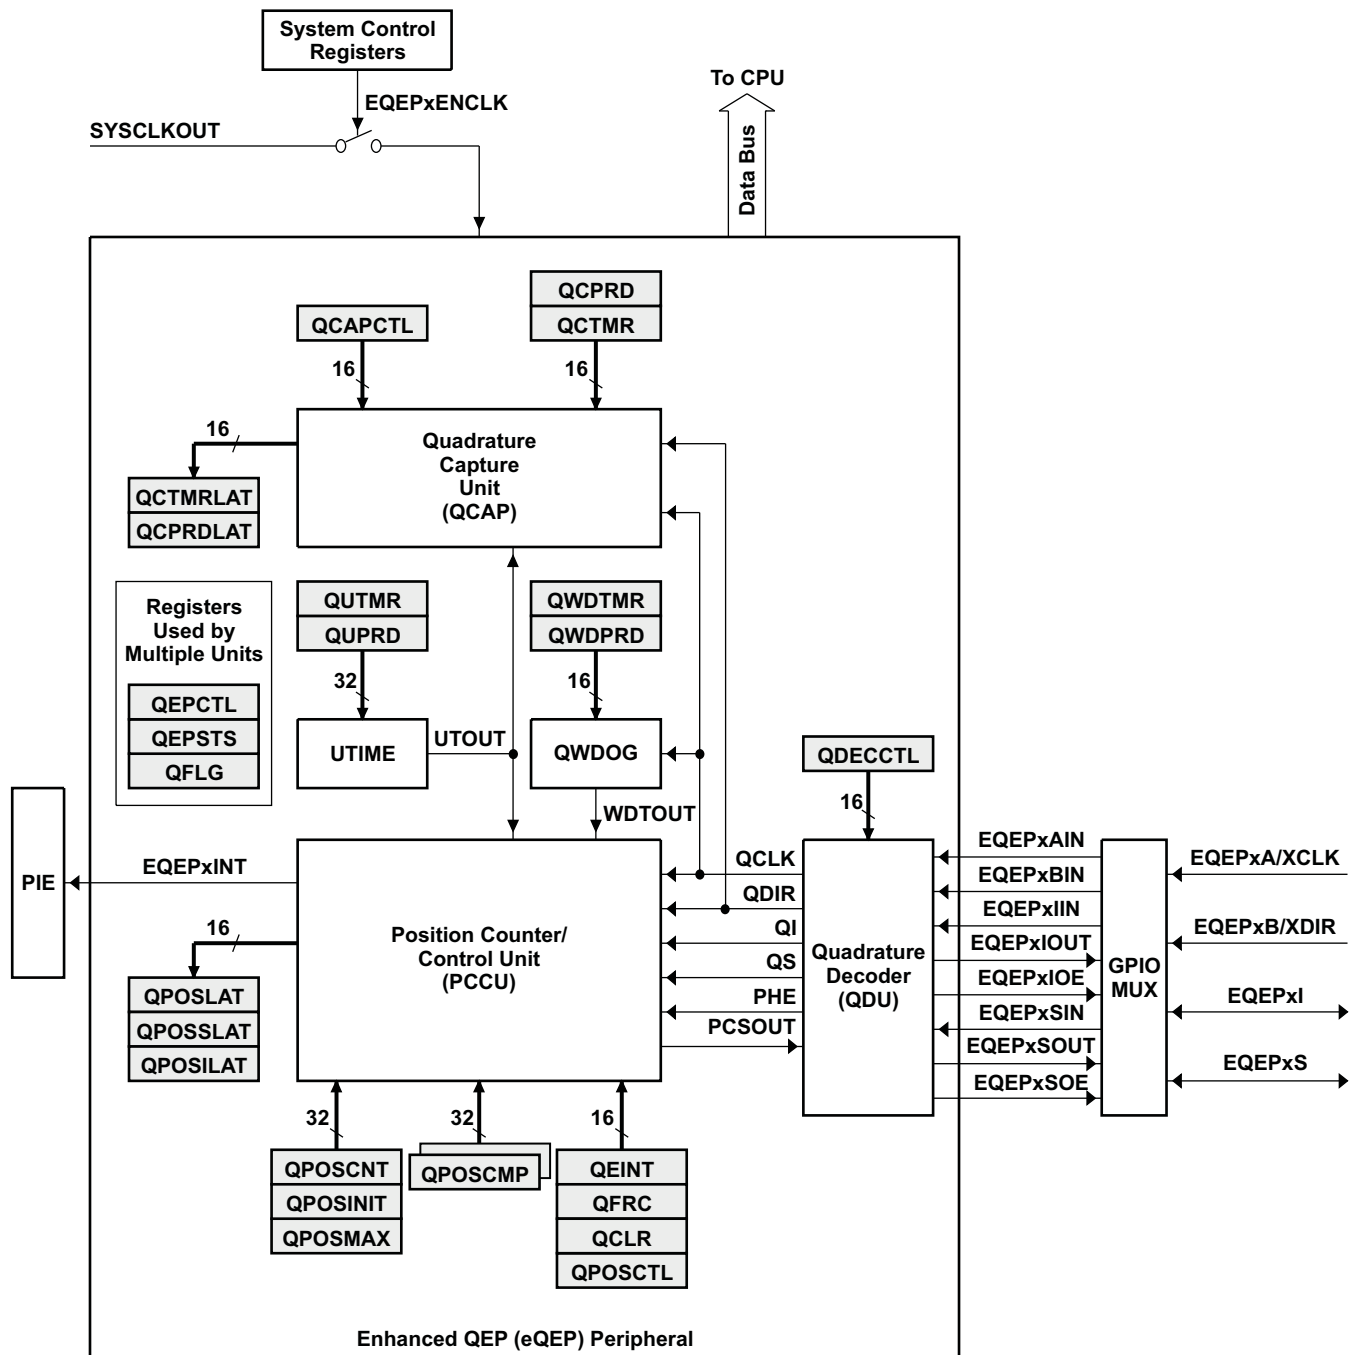 System Control
Registers
To CPU
EQEPxENCLK
SYSCLKOUT
Data Bus
QCPRD
QCAPCTL
QCTMR
16
16
16
Quadrature
Capture
Unit
(QCAP)
QCTMRLAT
QCPRDLAT
Registers
Used by
Multiple Units
QEPCTL
QEPSTS
QFLG
QUTMR
QUPRD
QWDTMR
QWDPRD
32
16
UTIME
UTOUT
QWDOG
QDECCTL
WDTOUT
16
PIE
EQEPxINT
16
Position Counter/
Control Unit
(PCCU)
QCLK
QDIR
QI
QS
PHE
PCSOUT
Quadrature
Decoder
(QDU)
EQEPxAIN
EQEPxBIN
EQEPxIIN
EQEPxIOUT
EQEPxIOE
EQEPxSIN
EQEPxSOUT
EQEPxSOE
GPIO
MUX
EQEPxA/XCLK
EQEPxB/XDIR
EQEPxI
EQEPxS
QPOSLAT
QPOSSLAT
QPOSILAT
32
32
16
QPOSCNT
QPOSINIT
QPOSMAX
QPOSCMP
QEINT
QFRC
QCLR
QPOSCTL
Enhanced QEP (eQEP) Peripheral